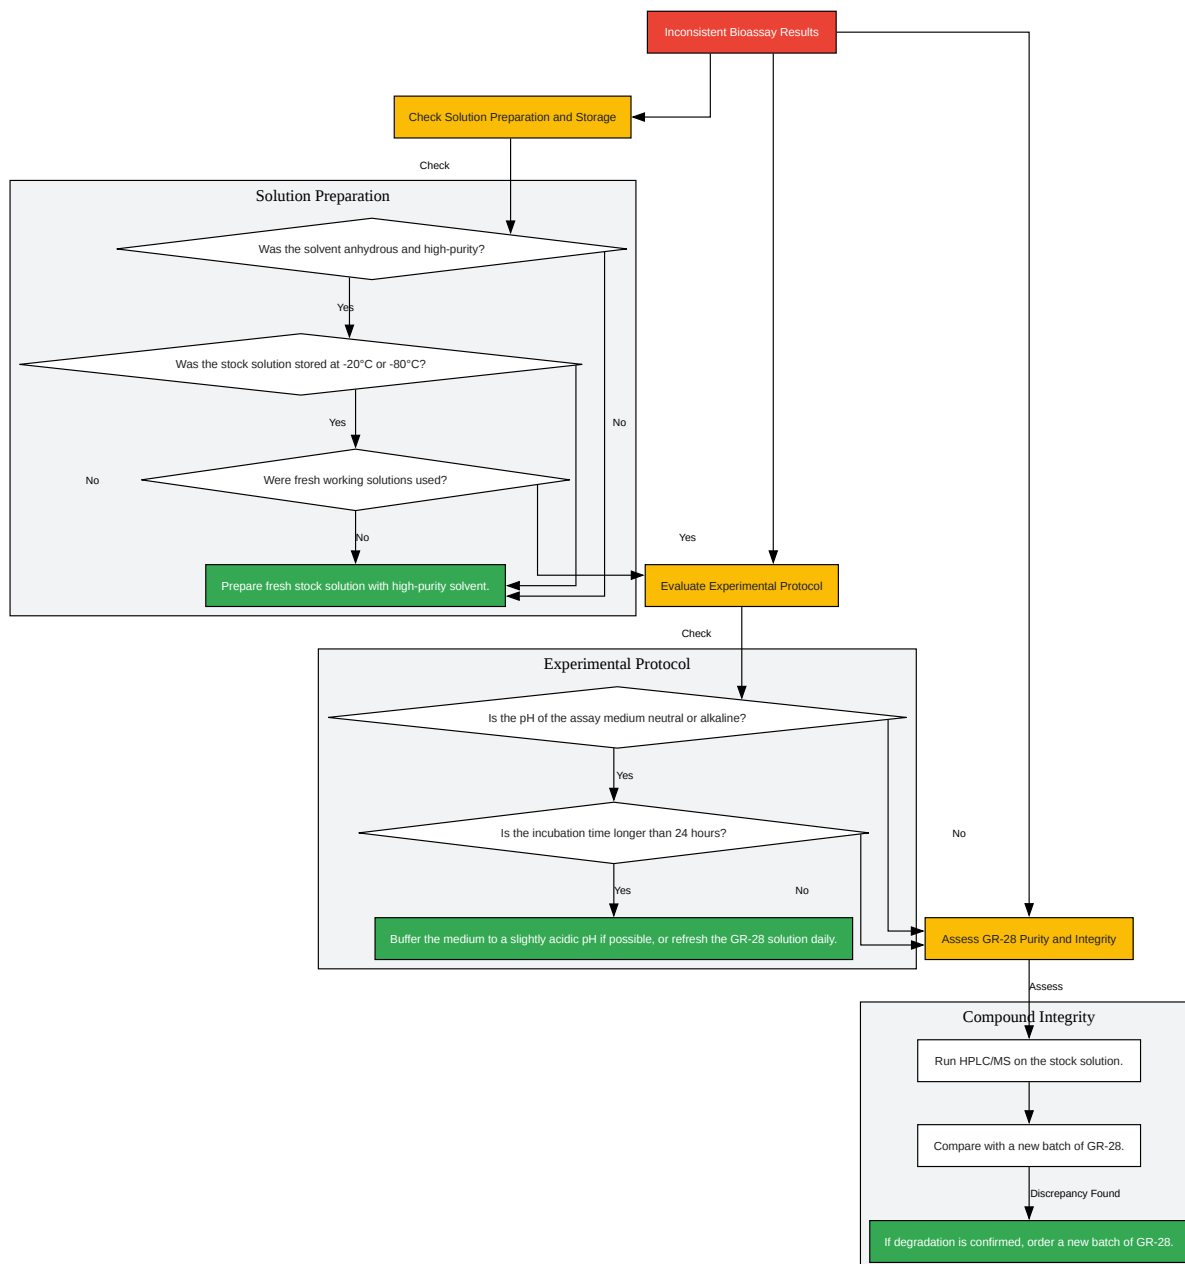 Inconsistent Bioassay Results
Check Solution Preparation and Storage
Check
Solution Preparation
Was the solvent anhydrous and high-purity?
Yes
Was the stock solution stored at -20°C or -80°C?
Yes
No
Were fresh working solutions used?
No
No
Yes
Prepare fresh stock solution with high-purity solvent.
Evaluate Experimental Protocol
Check
Experimental Protocol
Is the pH of the assay medium neutral or alkaline?
Yes
Is the incubation time longer than 24 hours?
No
Yes
No
Buffer the medium to a slightly acidic pH if possible, or refresh the GR-28 solution daily.
Assess GR-28 Purity and Integrity
Assess
Compound Integrity
Run HPLC/MS on the stock solution.
Compare with a new batch of GR-28.
Discrepancy Found
If degradation is confirmed, order a new batch of GR-28.